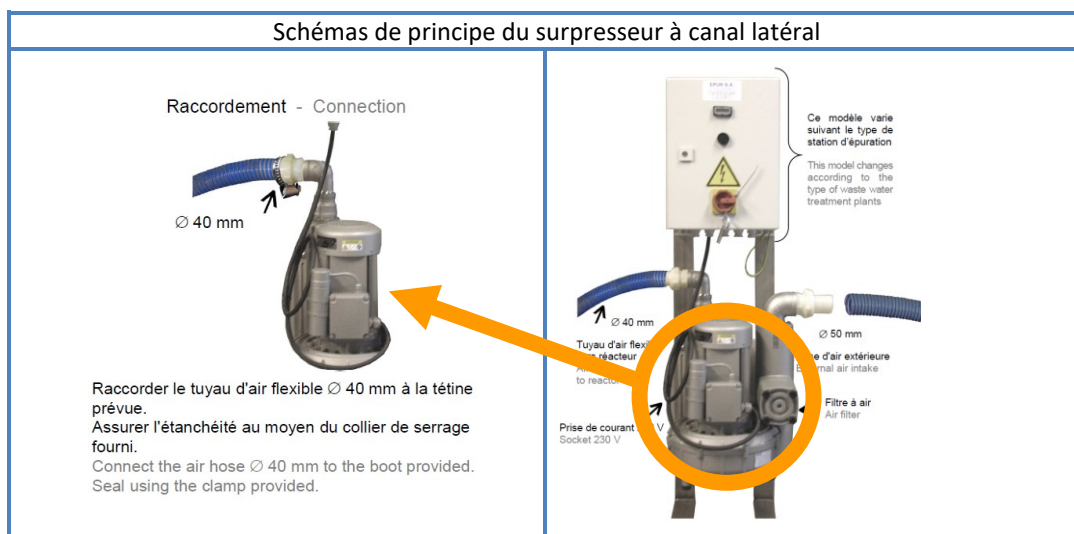 Schémas de principe du surpresseur à canal latéral
Raccordement - Connection
∅ 40 mm
Raccorder le tuyau d'air flexible ∅ 40 mm à la tétine
prévue.
Assurer l'étanchéité au moyen du collier de serrage
fourni.
Connect the air hose ∅ 40 mm to the boot provided.
Seal using the clamp provided.
EPUR S.A.
Ce modèle varie
suivant le type de
station d'épuration
This model changes
according to the
type of waste water
treatment plants
∅ 40 mm
∅ 50 mm
Tuyau d'air
réacteur
to reactor
d'air extérieure
air intake
Filtre à air
Air filter
Prise de courant V
Socket 230 V